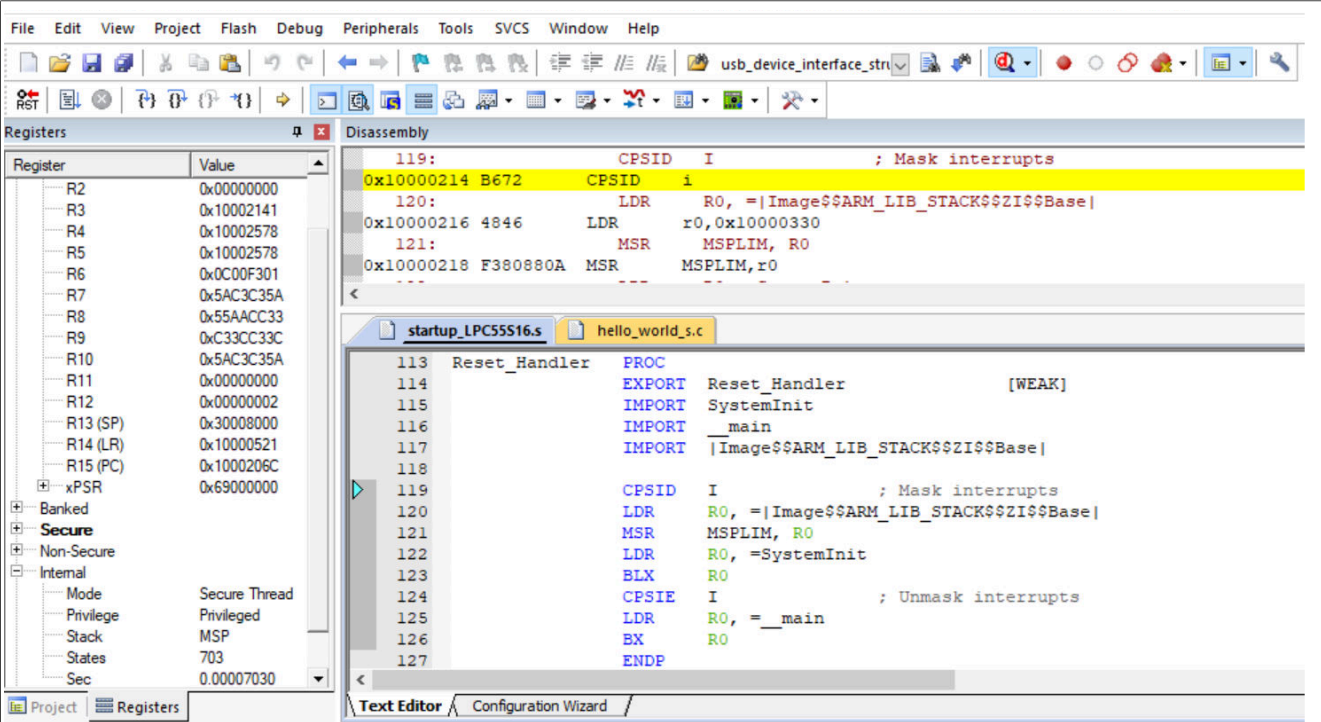 File Edit View Project Flash Debug Peripherals Tools SVCS Window Help
usb_device_interface_stru
RST
Registers
Register Value
R2 0x00000000
R3 0x10002141
R4 0x10002578
R5 0x10002578
R6 0x0C00F301
R7 0x5AC3C35A
R8 0x55AACC33
R9 0xC33CC33C
R10 0x5AC3C35A
R11 0x00000000
R12 0x00000002
R13 (SP) 0x30008000
R14 (LR) 0x10000521
R15 (PC) 0x1000206C
xPSR 0x69000000
Banked
Secure
Non-Secure
Internal
Mode Secure Thread
Privilege Privileged
Stack MSP
States 703
Sec 0.00007030
Project Registers
Disassembly
119: CPSID I ; Mask interrupts
0x10000214 B672 CPSID i
120: LDR R0, =|Image$$ARM_LIB_STACK$$ZI$$Base|
0x10000216 4846 LDR r0,0x10000330
121: MSR MSPLIM, R0
0x10000218 F380880A MSR MSPLIM,r0
startup_LPC55S16.s hello_world_s.c
113 Reset_Handler PROC
114 EXPORT Reset_Handler [WEAK]
115 IMPORT SystemInit
116 IMPORT __main
117 IMPORT |Image$$ARM_LIB_STACK$$ZI$$Base|
118
119 CPSID I ; Mask interrupts
120 LDR R0, =|Image$$ARM_LIB_STACK$$ZI$$Base|
121 MSR MSPLIM, R0
122 LDR R0, =SystemInit
123 BLX R0
124 CPSIE I ; Unmask interrupts
125 LDR R0, =__main
126 BX R0
127 ENDP
Text Editor Configuration Wizard